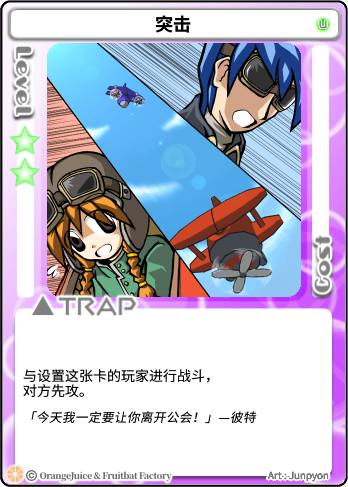 突击
U
Level
Cost
TRAP
与设置这张卡的玩家进行战斗，
对方先攻。
「今天我一定要让你离开公会！」—彼特
© OrangeJuice & Fruitbat Factory
Art: Junpyon